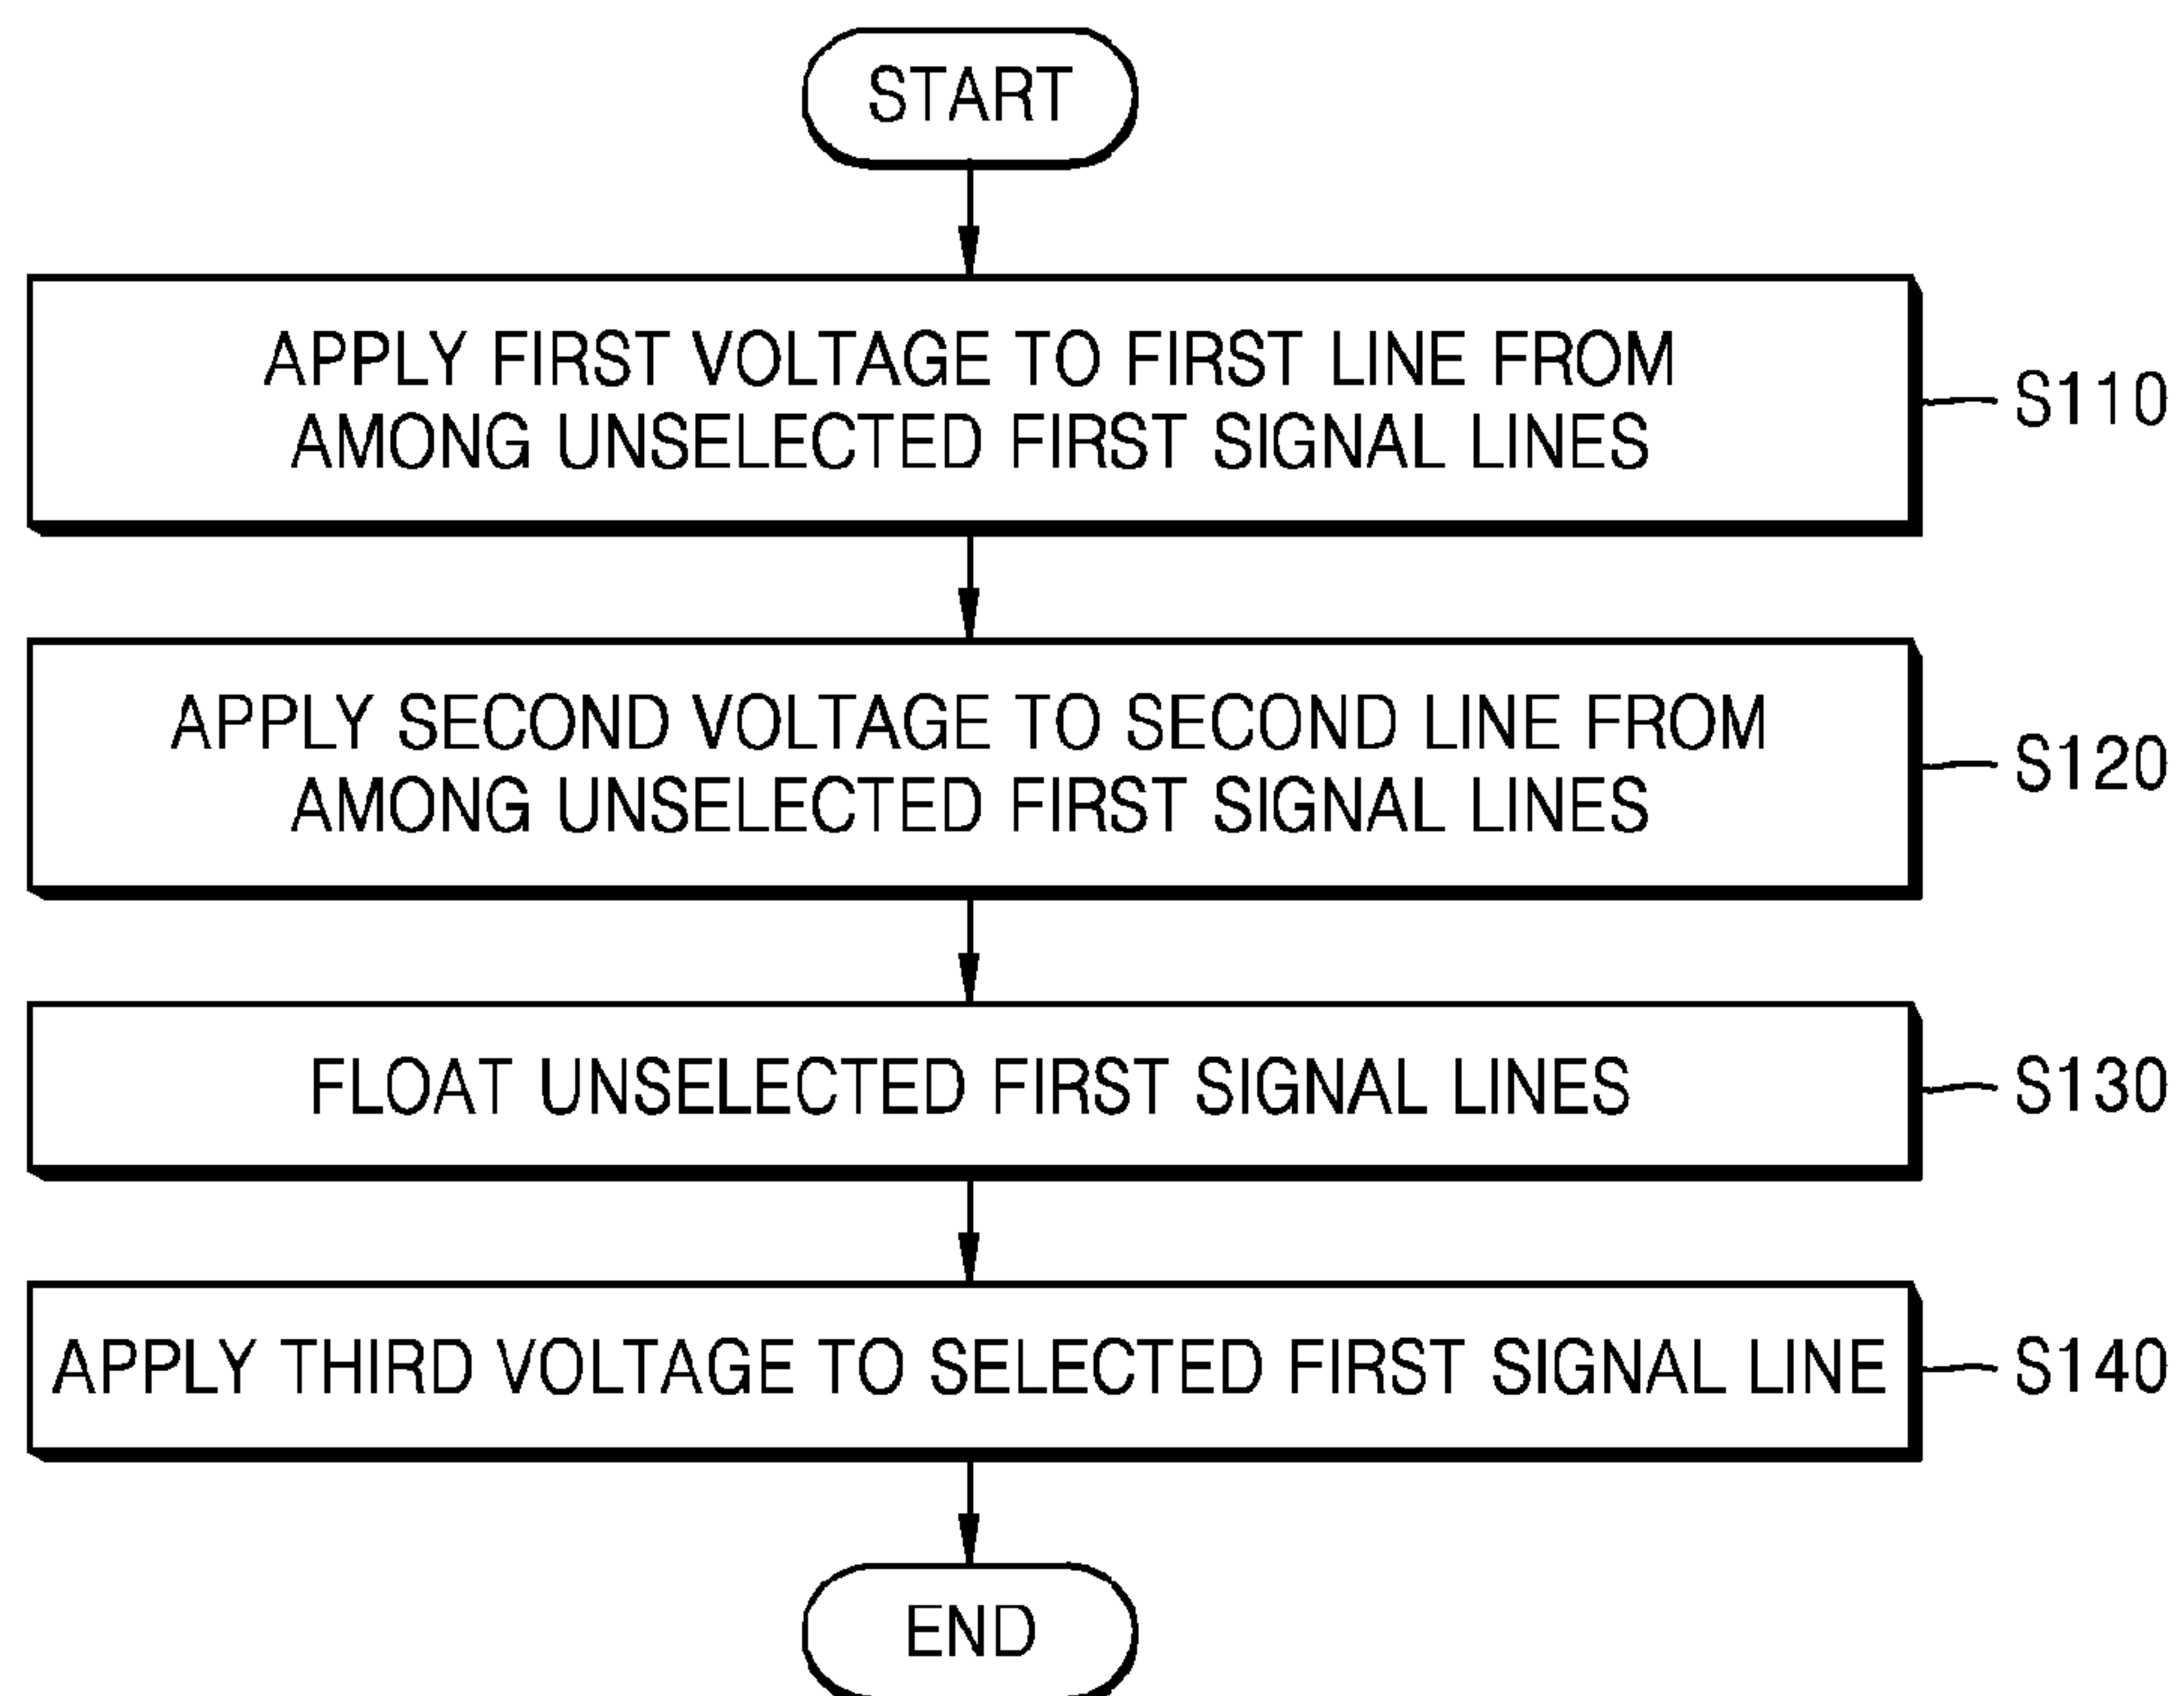 START
APPLY FIRST VOLTAGE TO FIRST LINE FROM
AMONG UNSELECTED FIRST SIGNAL LINES
S110
APPLY SECOND VOLTAGE TO SECOND LINE FROM
AMONG UNSELECTED FIRST SIGNAL LINES
S120
FLOAT UNSELECTED FIRST SIGNAL LINES
S130
APPLY THIRD VOLTAGE TO SELECTED FIRST SIGNAL LINE
S140
END